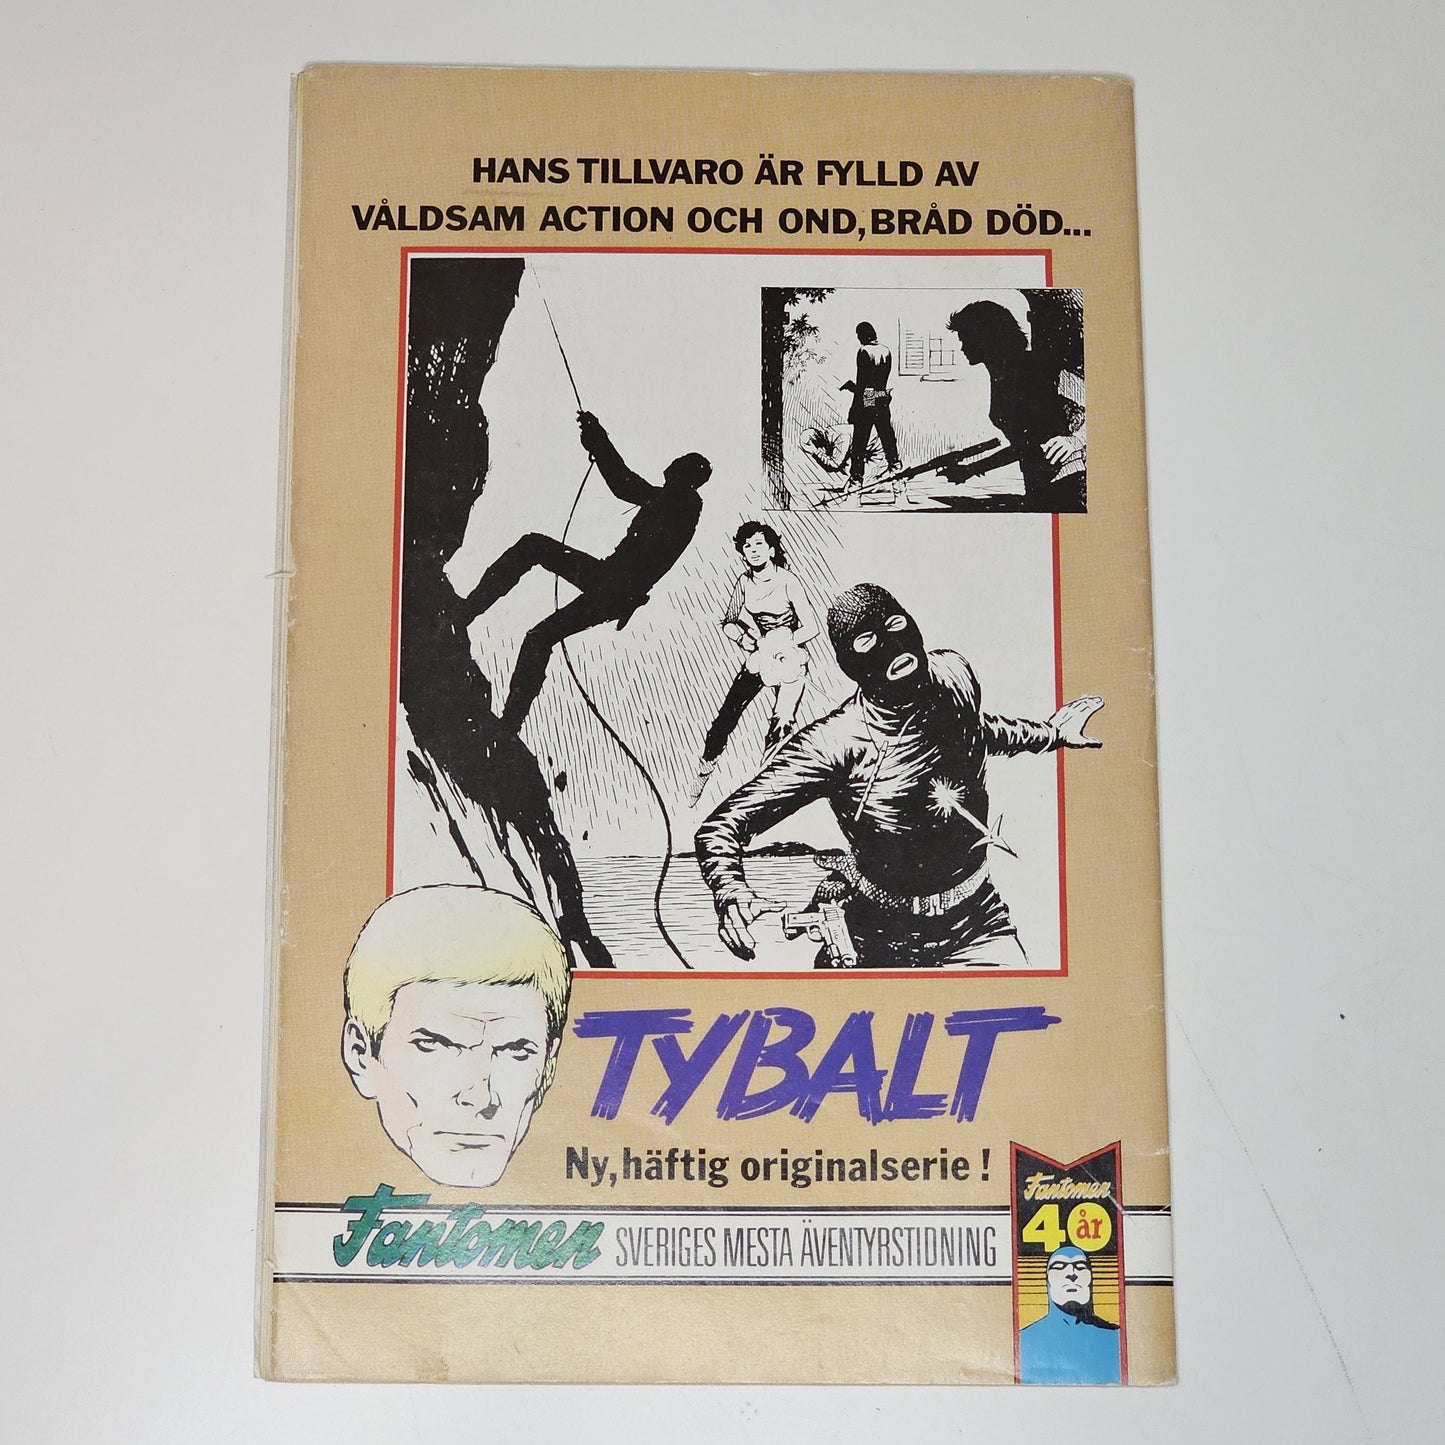 HANS TILLVARO ÄR FYLLD AV
VÅLDSAM ACTION OCH OND, BRÅD DÖD...
TYBALT
Ny, häftig originalserie!
Fantomen SVERIGES MESTA ÄVENTYRSTIDNING
Fantomen
40 år